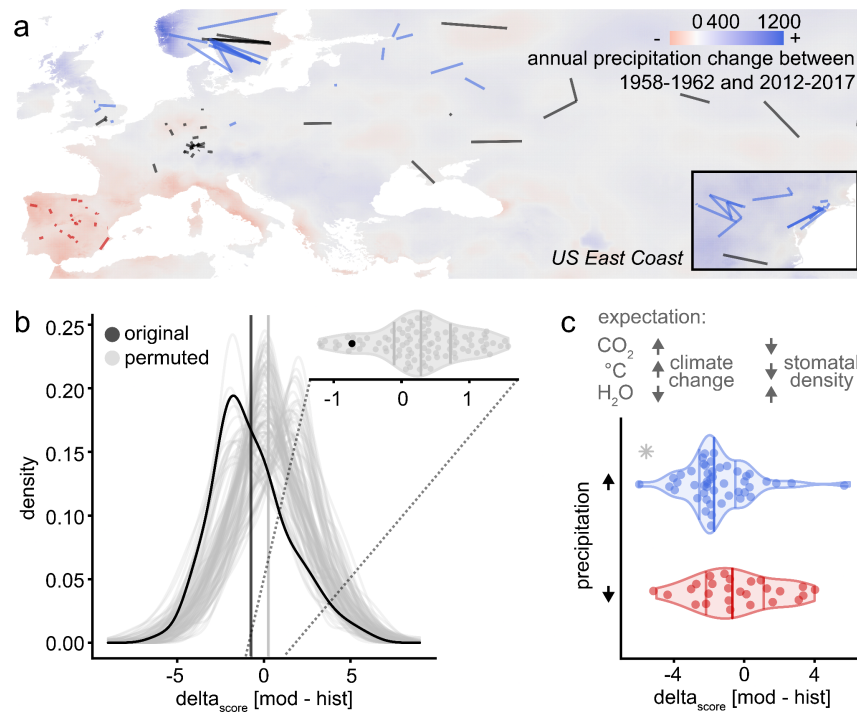 a
- 0 400 1200 +
annual precipitation change between
1958-1962 and 2012-2017
US East Coast
b
original
permuted
0.25
0.20
0.15
0.10
0.05
0.00
density
-1 0 1
-5 0 5
delta_score [mod - hist]
c
expectation:
CO₂ ↑ ↓
°C ↑ climate change ↓ stomatal density
H₂O ↓ ↑
*
precipitation
↑
↓
-4 0 4
delta_score [mod - hist]